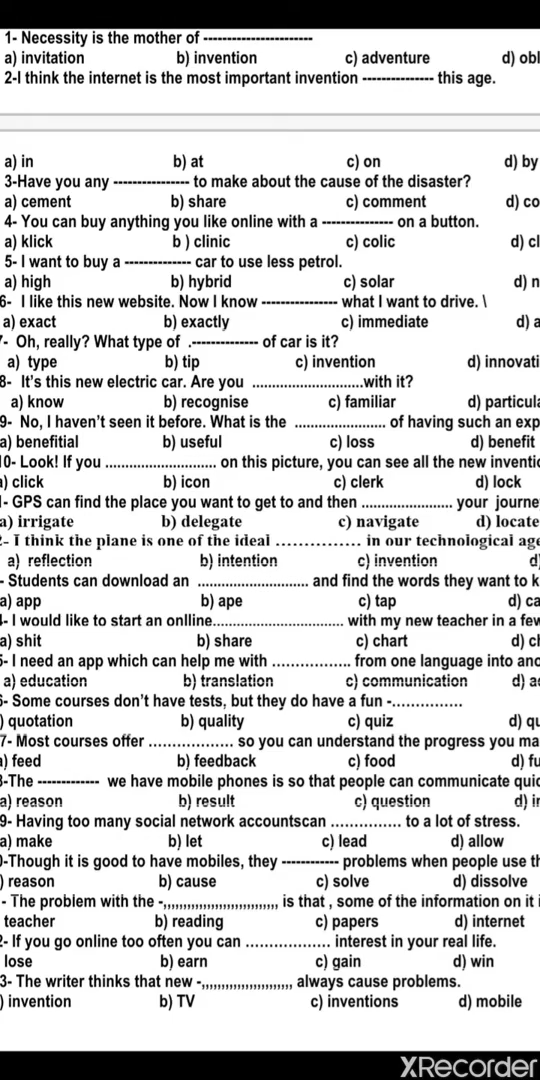 1- Necessity is the mother of -----------------------
a) invitation b) invention c) adventure d) obl
2-I think the internet is the most important invention --------------- this age.
a) in b) at c) on d) by
3-Have you any ---------------- to make about the cause of the disaster?
a) cement b) share c) comment d) co
4- You can buy anything you like online with a --------------- on a button.
a) klick b ) clinic c) colic d) cl
5- I want to buy a -------------- car to use less petrol.
a) high b) hybrid c) solar d) n
6- I like this new website. Now I know ---------------- what I want to drive. \
a) exact b) exactly c) immediate d) a
7- Oh, really? What type of .-------------- of car is it?
a) type b) tip c) invention d) innovati
8- It’s this new electric car. Are you ............................with it?
a) know b) recognise c) familiar d) particula
9- No, I haven’t seen it before. What is the ....................... of having such an exp
a) benefitial b) useful c) loss d) benefit
10- Look! If you ............................ on this picture, you can see all the new inventio
) click b) icon c) clerk d) lock
- GPS can find the place you want to get to and then ....................... your journe
a) irrigate b) delegate c) navigate d) locate
- I think the plane is one of the ideal ................ in our technological age
a) reflection b) intention c) invention d)
- Students can download an ............................ and find the words they want to k
a) app b) ape c) tap d) ca
4- I would like to start an onlline................................. with my new teacher in a few
a) shit b) share c) chart d) ch
5- I need an app which can help me with .................... from one language into ano
a) education b) translation c) communication d) a
6- Some courses don’t have tests, but they do have a fun -..................
) quotation b) quality c) quiz d) qu
7- Most courses offer ..................... so you can understand the progress you ma
) feed b) feedback c) food d) fu
-The ------------- we have mobile phones is so that people can communicate quic
a) reason b) result c) question d) i
9- Having too many social network accountscan .................. to a lot of stress.
a) make b) let c) lead d) allow
-Though it is good to have mobiles, they ------------ problems when people use th
) reason b) cause c) solve d) dissolve
- The problem with the -,,,,,,,,,,,,,,,,,,,,,,,,,,,,, is that , some of the information on it i
teacher b) reading c) papers d) internet
2- If you go online too often you can ..................... interest in your real life.
lose b) earn c) gain d) win
3- The writer thinks that new -,,,,,,,,,,,,,,,,,,,,,,, always cause problems.
) invention b) TV c) inventions d) mobile
XRecorder